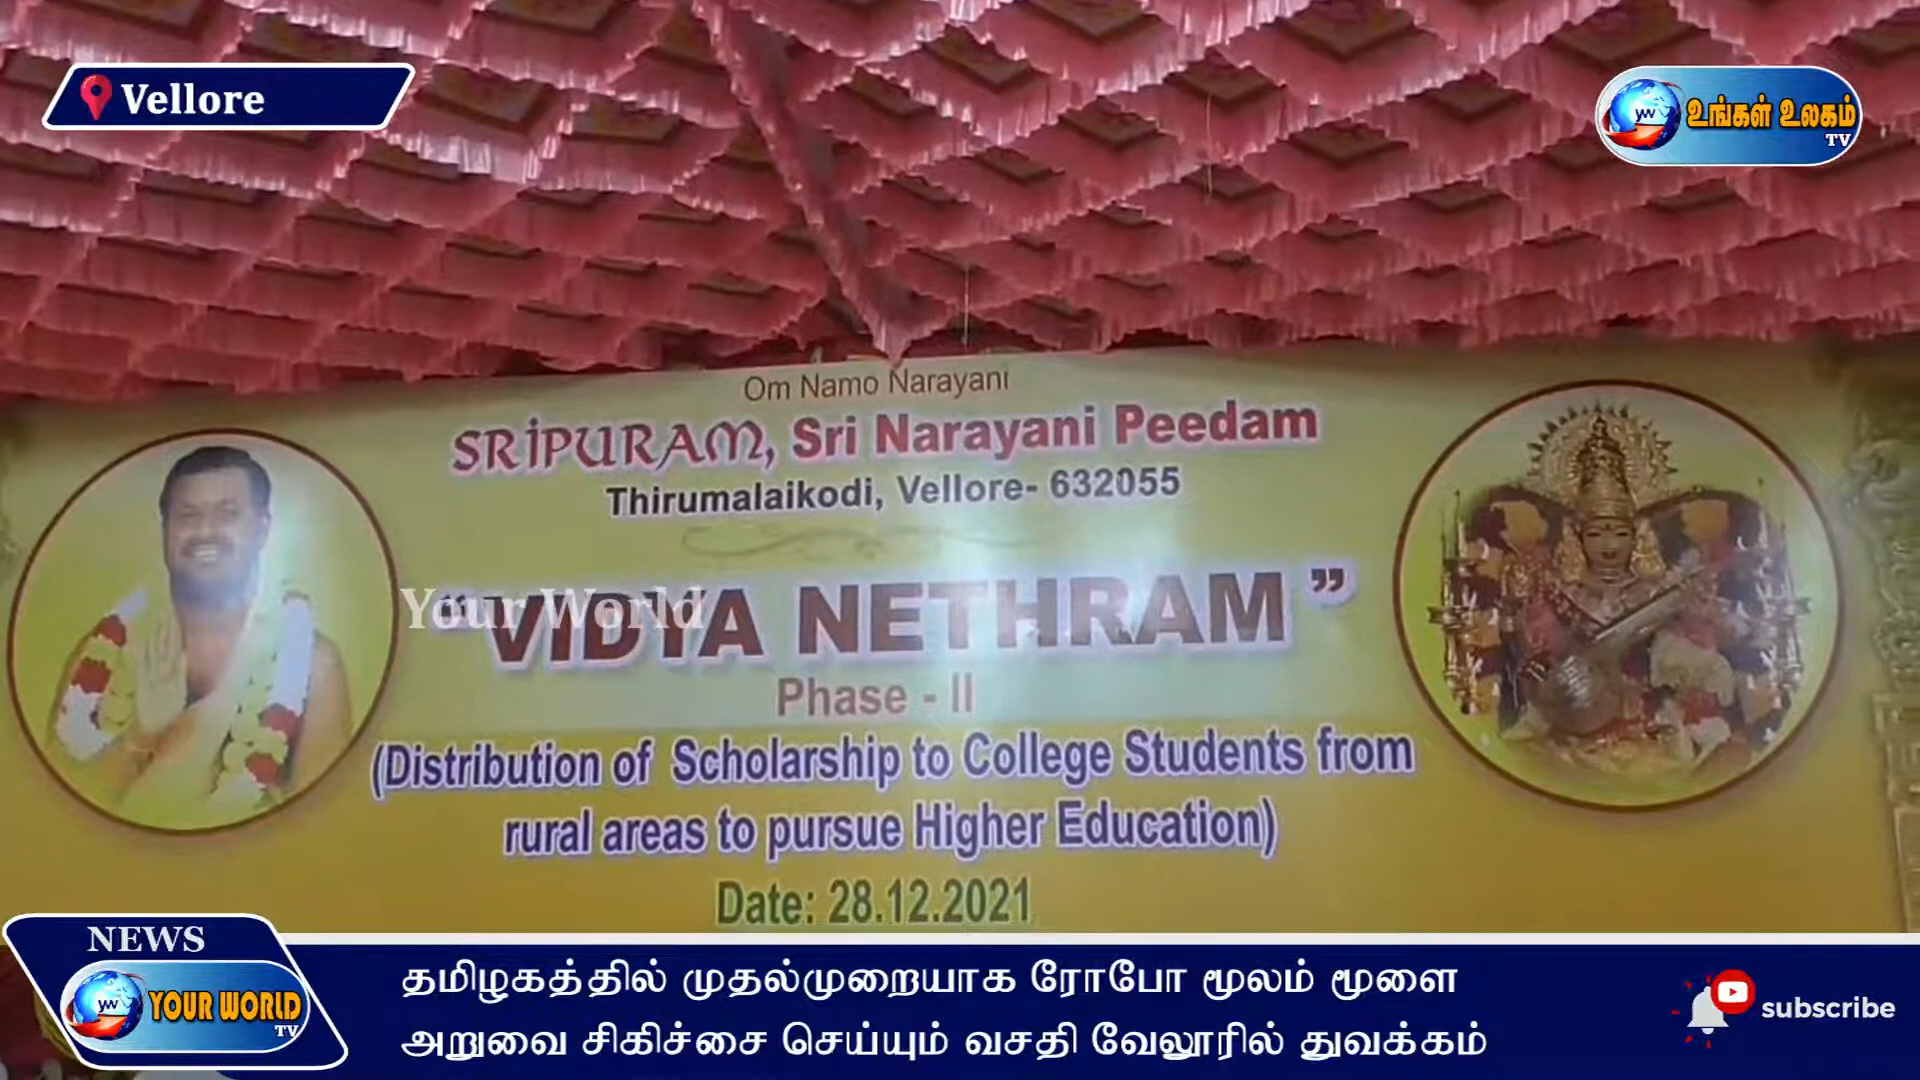 Vellore
உங்கள் உலகம்
TV
Om Namo Narayani
SRIPURAM, Sri Narayani Peedam
Thirumalaikodi, Vellore- 632055
Your World
“VIDYA NETHRAM ”
Phase - II
(Distribution of Scholarship to College Students from
rural areas to pursue Higher Education)
Date: 28.12.2021
NEWS
yw YOUR WORLD
TV
தமிழகத்தில் முதல்முறையாக ரோபோ மூலம் மூளை
அறுவை சிகிச்சை செய்யும் வசதி வேலூரில் துவக்கம்
subscribe